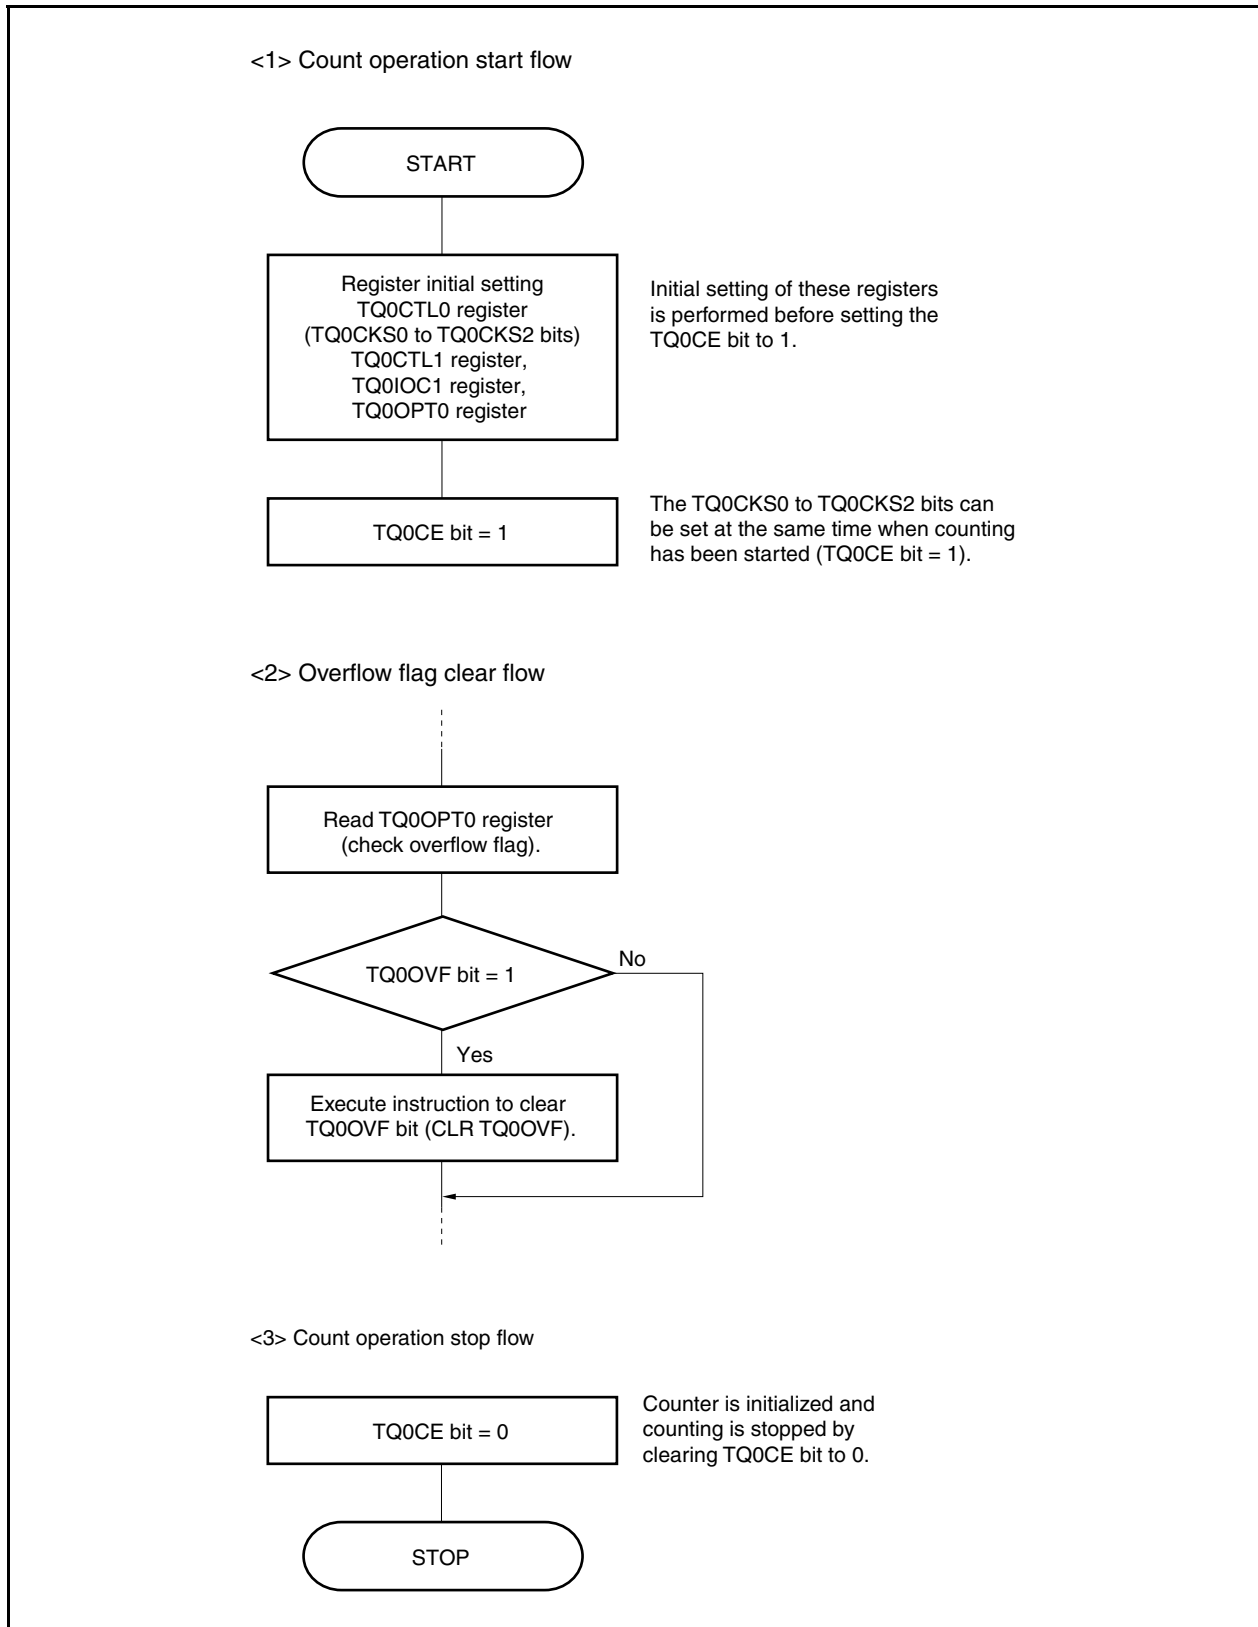 <1> Count operation start flow
START
Register initial setting
TQ0CTL0 register
(TQ0CKS0 to TQ0CKS2 bits)
TQ0CTL1 register,
TQ0IOC1 register,
TQ0OPT0 register
Initial setting of these registers
is performed before setting the
TQ0CE bit to 1.
TQ0CE bit = 1
The TQ0CKS0 to TQ0CKS2 bits can
be set at the same time when counting
has been started (TQ0CE bit = 1).
<2> Overflow flag clear flow
Read TQ0OPT0 register
(check overflow flag).
TQ0OVF bit = 1
No
Yes
Execute instruction to clear
TQ0OVF bit (CLR TQ0OVF).
<3> Count operation stop flow
TQ0CE bit = 0
Counter is initialized and
counting is stopped by
clearing TQ0CE bit to 0.
STOP